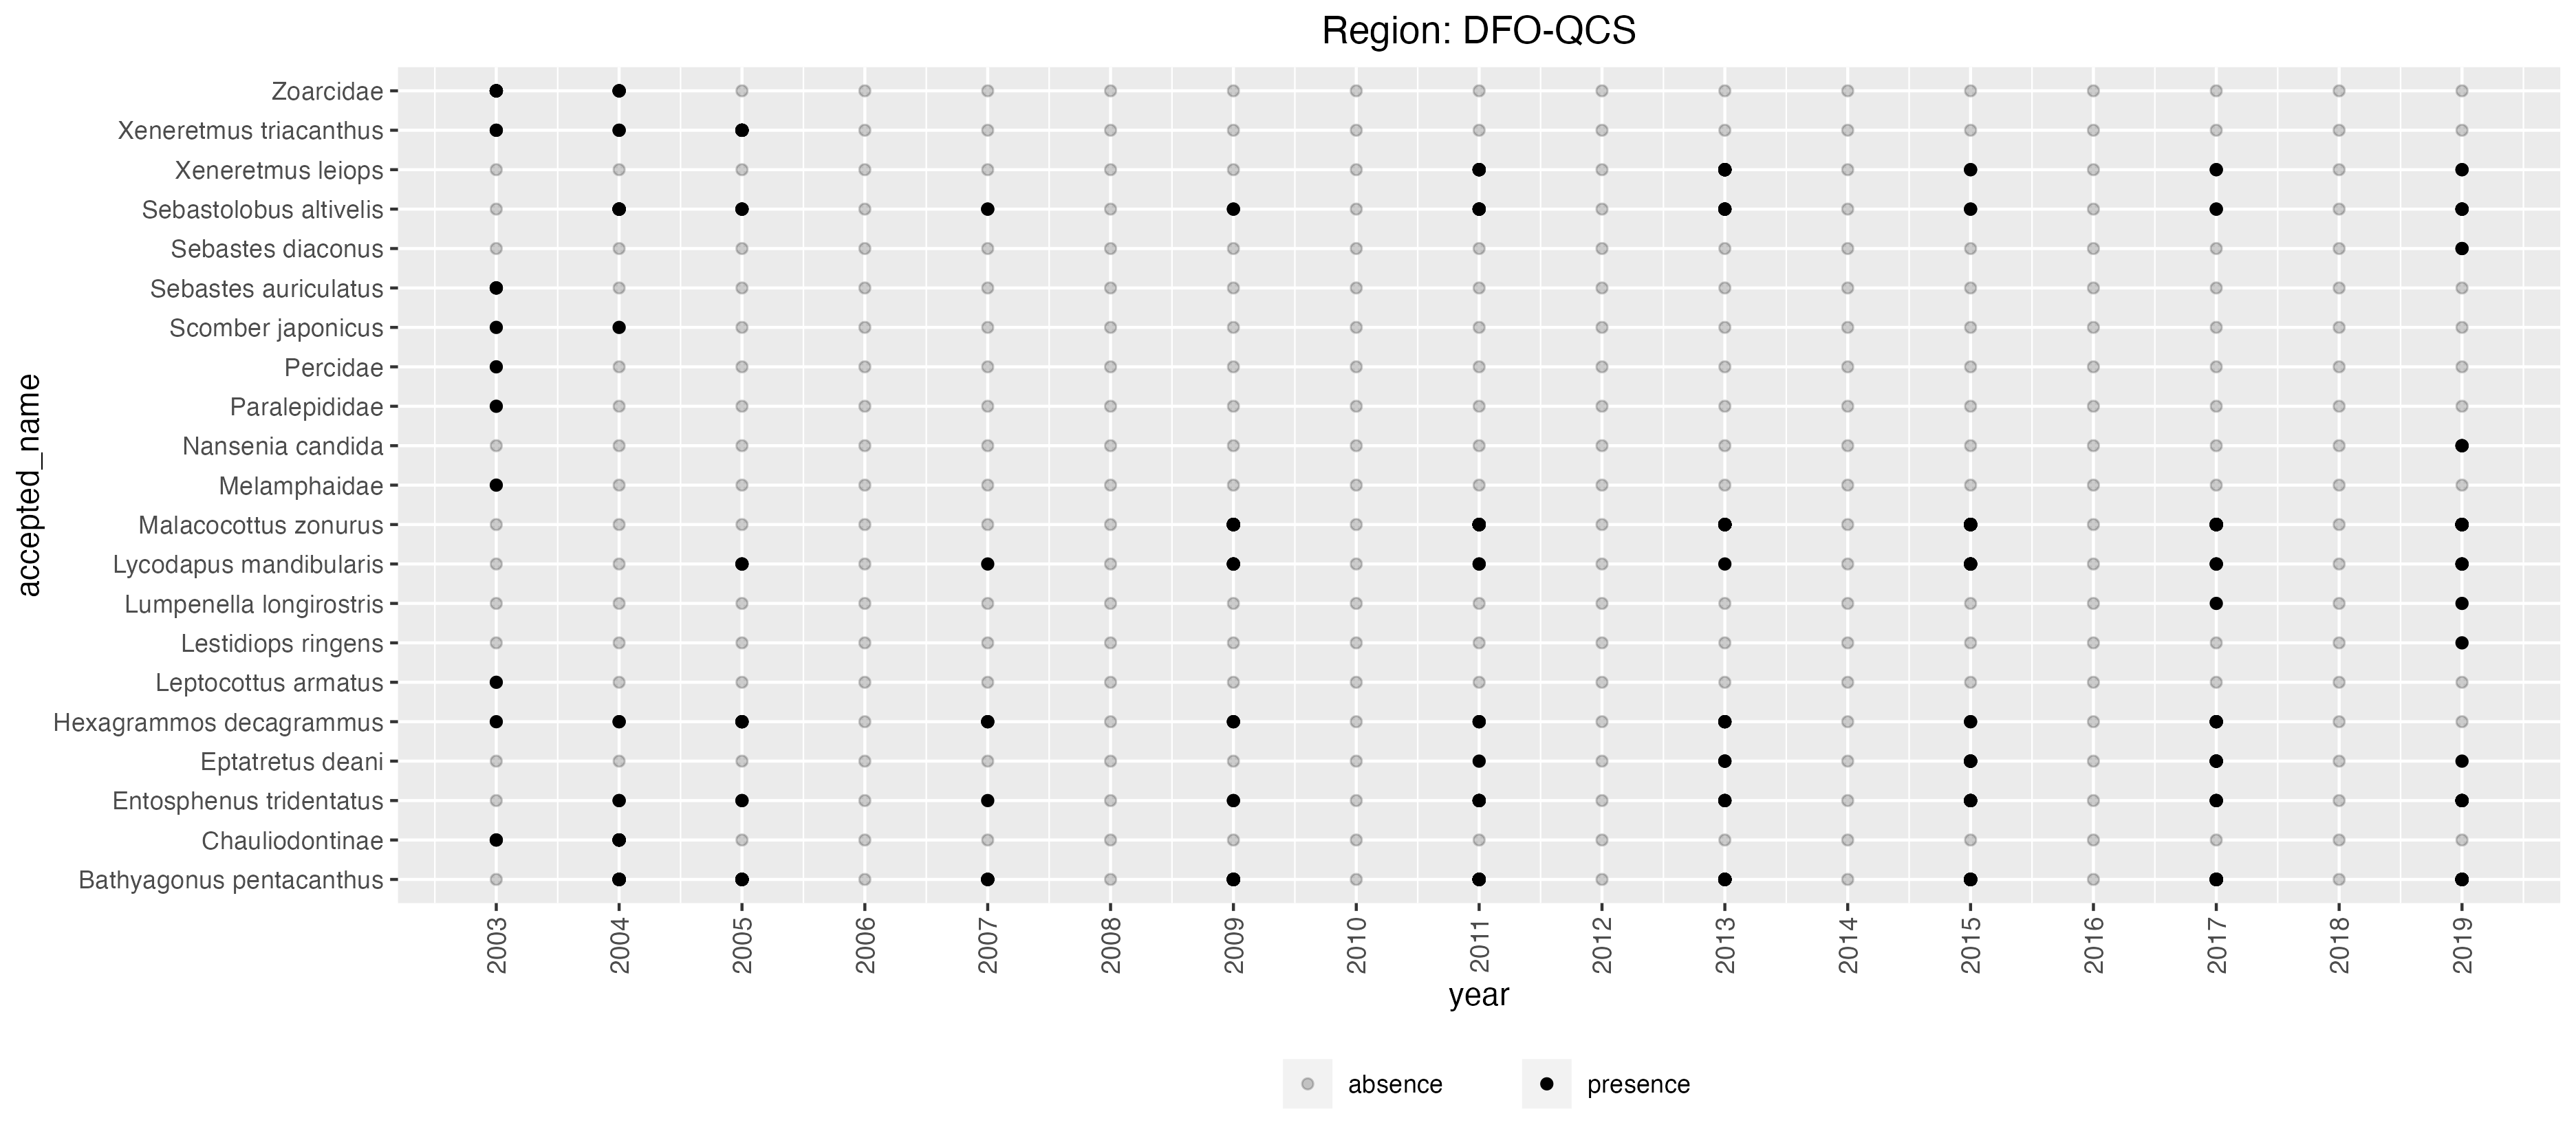 Region: DFO-QCS
Zoarcidae
Xeneretmus triacanthus
Xeneretmus leiops
Sebastolobus altivelis
Sebastes diaconus
Sebastes auriculatus
Scomber japonicus
Percidae
Paralepididae
Nansenia candida
Melamphaidae
Malacocottus zonurus
Lycodapus mandibularis
Lumpenella longirostris
Lestidiops ringens
Leptocottus armatus
Hexagrammos decagrammus
Eptatretus deani
Entosphenus tridentatus
Chauliodontinae
Bathyagonus pentacanthus
accepted_name
2003 2004 2005 2006 2007 2008 2009 2010 2011 2012 2013 2014 2015 2016 2017 2018 2019
year
absence presence